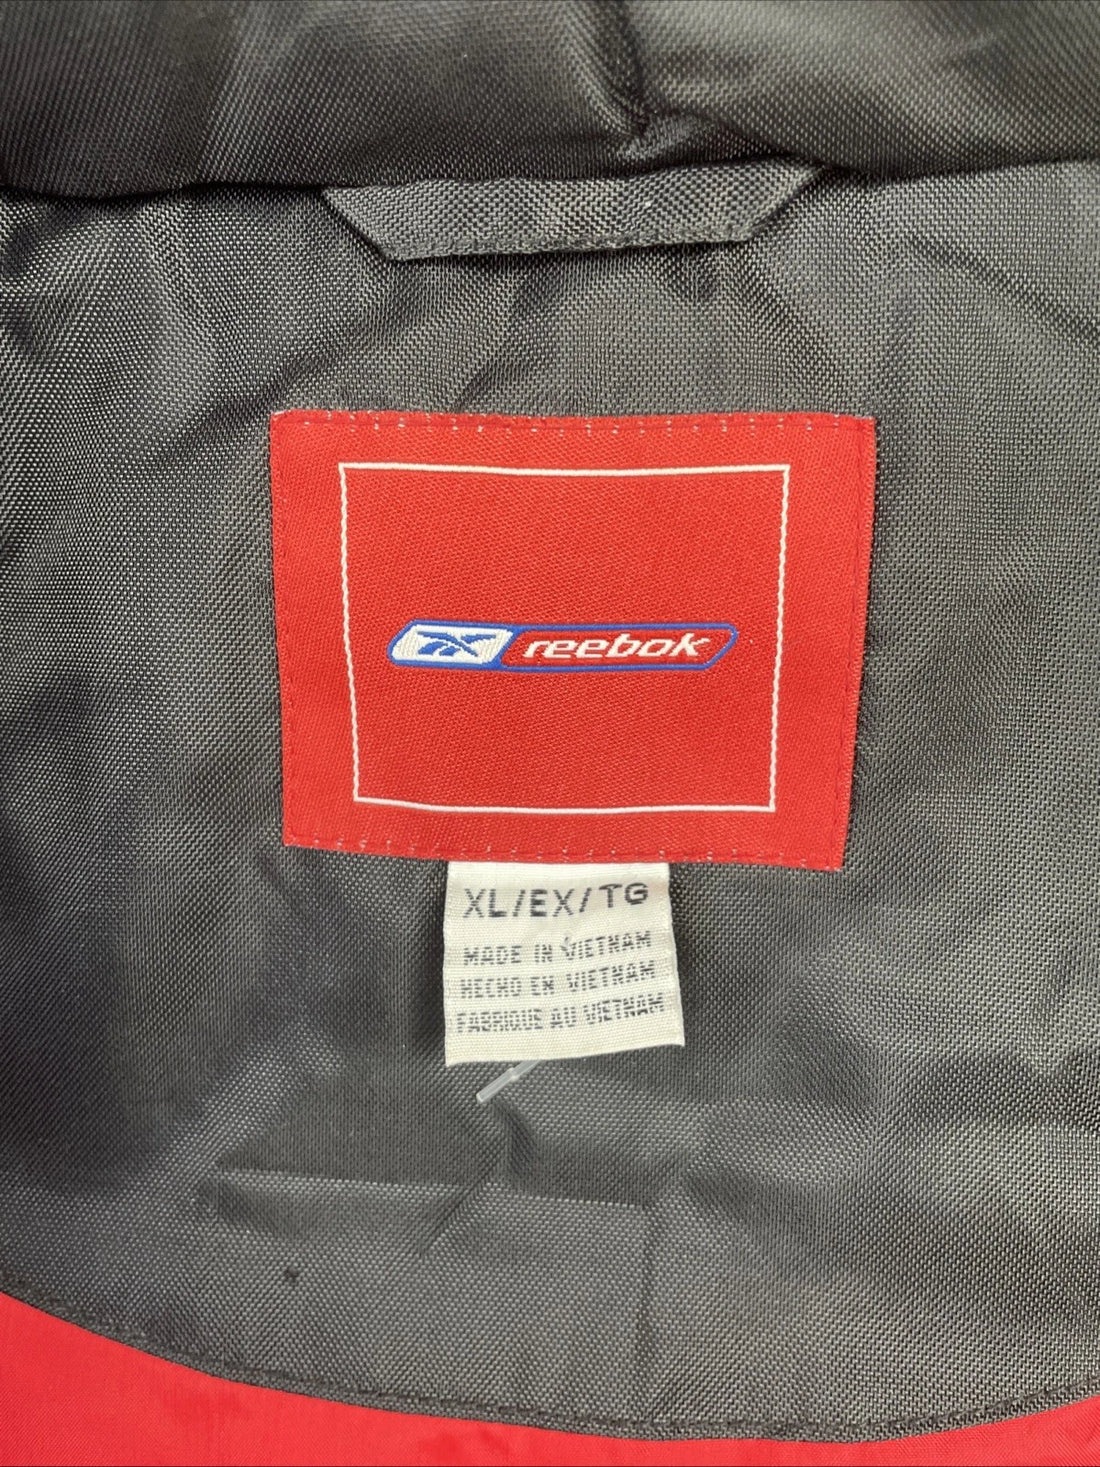 reebok
XL/EX/TG
MADE IN VIETNAM
HECHO EN VIETNAM
FABRIQUE AU VIETNAM